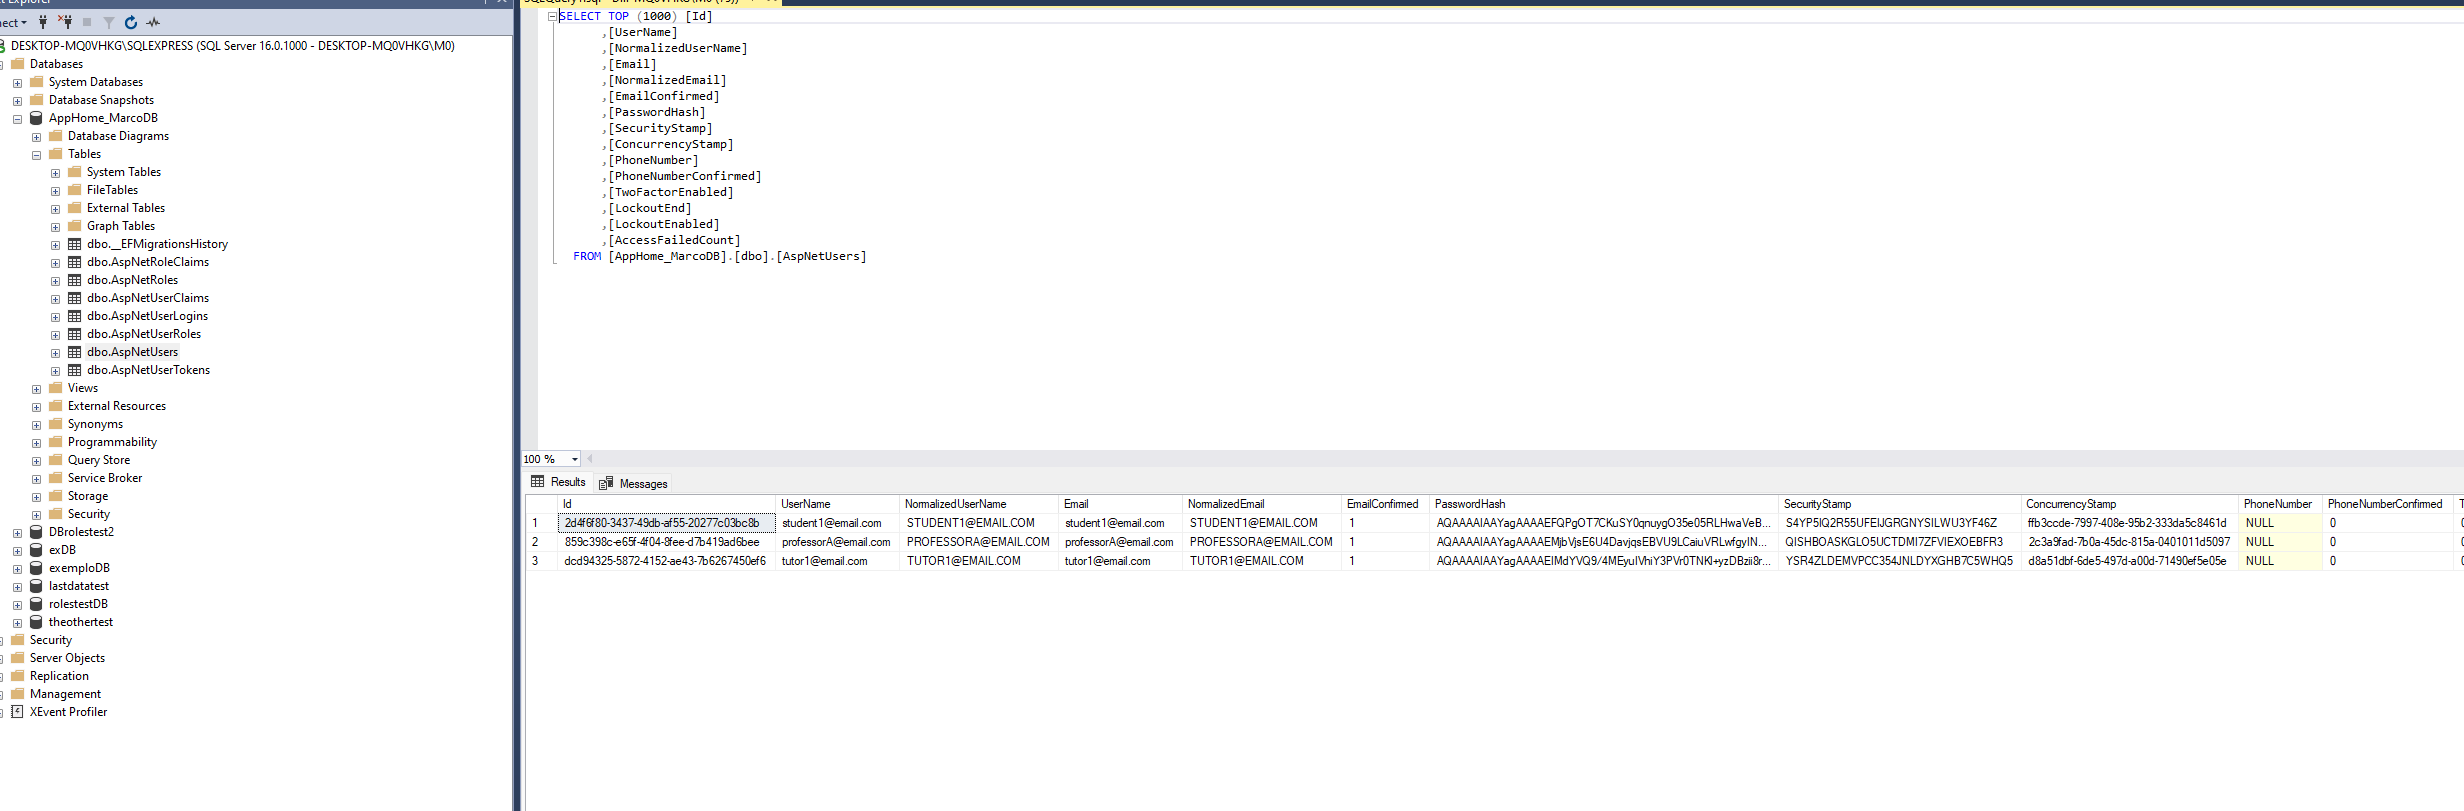 DESKTOP-MQ0VHKG\SQLEXPRESS (SQL Server 16.0.1000 - DESKTOP-MQ0VHKG\M0)
Databases
System Databases
Database Snapshots
AppHome_MarcoDB
Database Diagrams
Tables
System Tables
FileTables
External Tables
Graph Tables
dbo.__EFMigrationsHistory
dbo.AspNetRoleClaims
dbo.AspNetRoles
dbo.AspNetUserClaims
dbo.AspNetUserLogins
dbo.AspNetUserRoles
dbo.AspNetUsers
dbo.AspNetUserTokens
Views
External Resources
Synonyms
Programmability
Query Store
Service Broker
Storage
Security
DBrolestest2
exDB
exemploDB
lastdatatest
rolestestDB
theothertest
Security
Server Objects
Replication
Management
XEvent Profiler
SELECT TOP (1000) [Id]
,[UserName]
,[NormalizedUserName]
,[Email]
,[NormalizedEmail]
,[EmailConfirmed]
,[PasswordHash]
,[SecurityStamp]
,[ConcurrencyStamp]
,[PhoneNumber]
,[PhoneNumberConfirmed]
,[TwoFactorEnabled]
,[LockoutEnd]
,[LockoutEnabled]
,[AccessFailedCount]
FROM [AppHome_MarcoDB].[dbo].[AspNetUsers]
100 %
Results Messages
Id UserName NormalizedUserName Email NormalizedEmail EmailConfirmed PasswordHash SecurityStamp ConcurrencyStamp PhoneNumber PhoneNumberConfirmed
1 2d4f6f80-3437-49db-af55-20277c03bc8b student1@email.com STUDENT1@EMAIL.COM student1@email.com STUDENT1@EMAIL.COM 1 AQAAAAIAAYagAAAAEFQPgOT7CKuSY0qnuygO35e05RLHwaVeB... S4YP5IQ2R55UFEIJGRGNYSILWU3YF46Z ffb3ccde-7997-408e-95b2-333da5c8461d NULL 0
2 859c398c-e65f-4f04-8fee-d7b419ad6bee professorA@email.com PROFESSORA@EMAIL.COM professorA@email.com PROFESSORA@EMAIL.COM 1 AQAAAAIAAYagAAAAEMjbVjsE6U4DavjqsEBVU9LCaiuVRLwfgyIN... QISHBOASKGLO5UCTDMI7ZFVIEXOEBFR3 2c3a9fad-7b0a-45dc-815a-0401011d5097 NULL 0
3 dcd94325-5872-4152-ae43-7b6267450ef6 tutor1@email.com TUTOR1@EMAIL.COM tutor1@email.com TUTOR1@EMAIL.COM 1 AQAAAAIAAYagAAAAEIMdYVQ9/4MEyuIVhiY3PVr0TNKl+yzDBzii8r... YSR4ZLDEMVPCC354JNLDYXGHB7C5WHQ5 d8a51dbf-6de5-497d-a00d-71490ef5e05e NULL 0